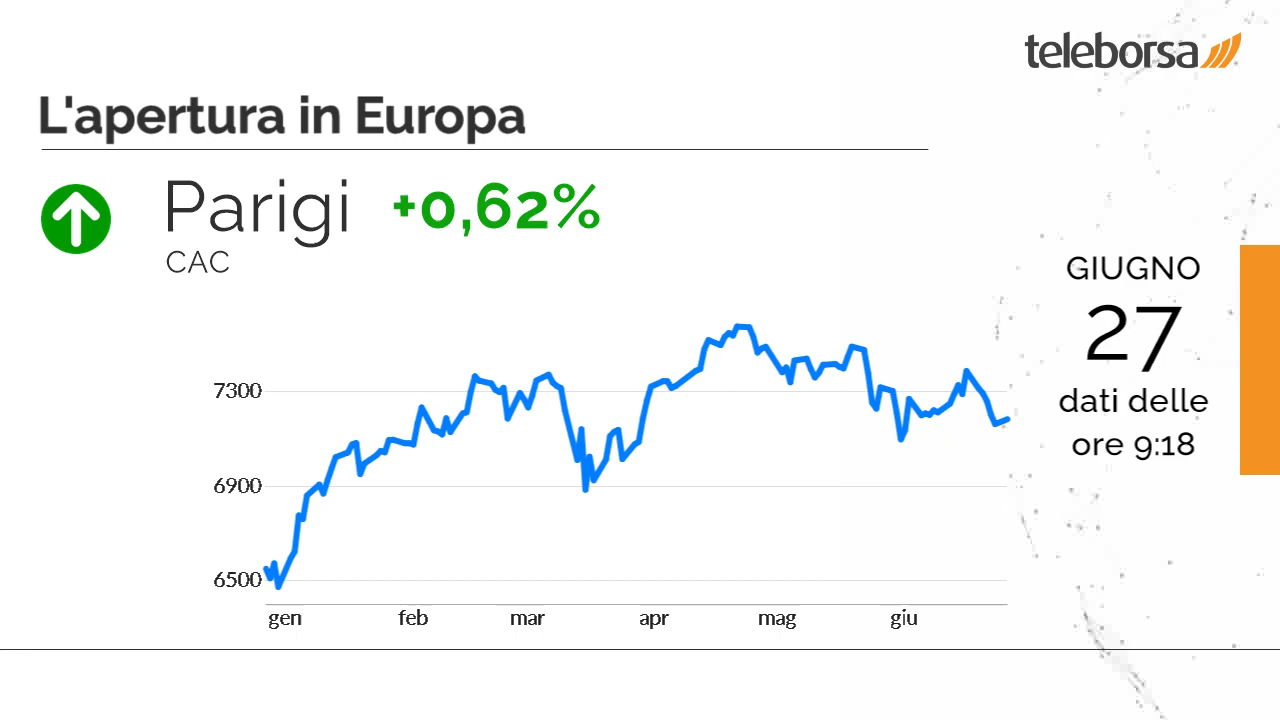 teleborsa
L'apertura in Europa
Parigi +0,62%
CAC
GIUGNO
27
dati delle
ore 9:18
7300
6900
6500
gen feb mar apr mag giu